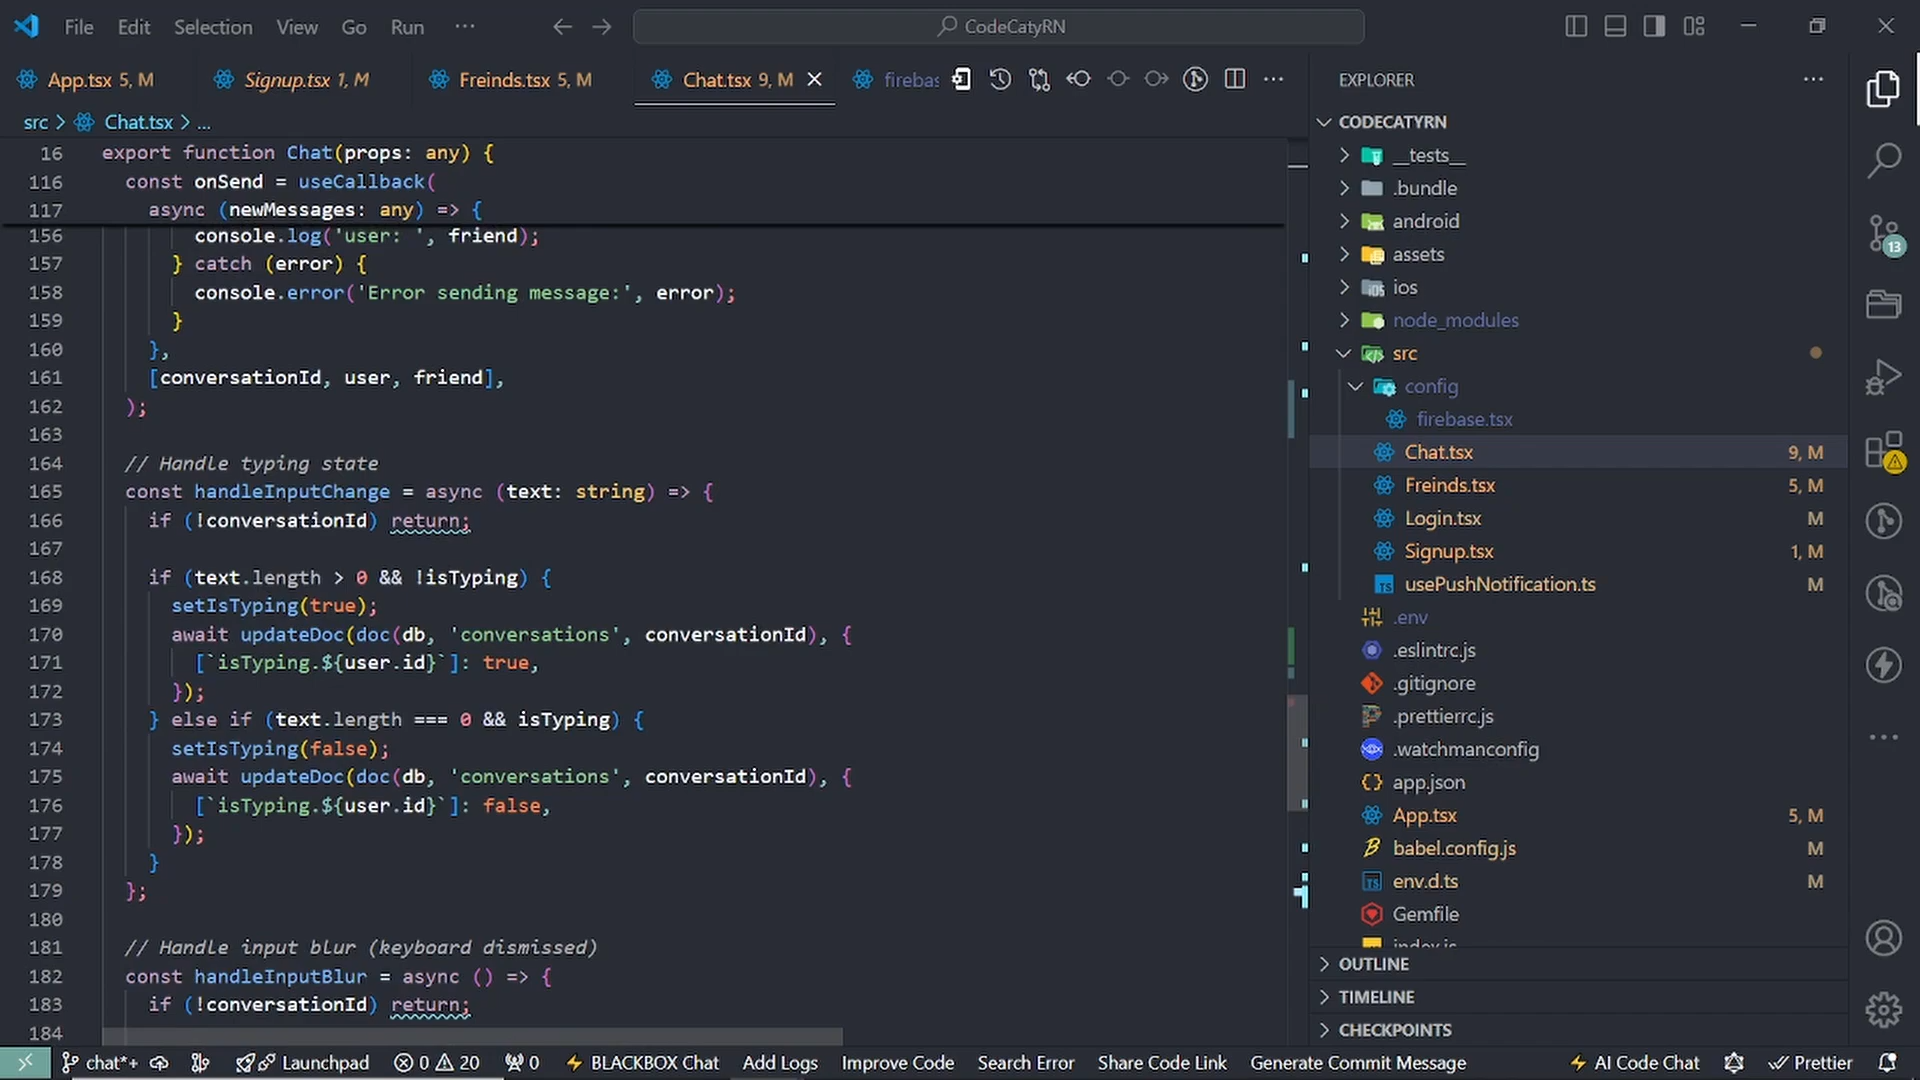 File Edit Selection View Go Run ··· CodeCatyRN
App.tsx 5, M Signup.tsx 1, M Freinds.tsx 5, M Chat.tsx 9, M firebas
src > Chat.tsx > ...
16 export function Chat(props: any) {
116 const onSend = useCallback(
117 async (newMessages: any) => {
156 console.log('user: ', friend);
157 } catch (error) {
158 console.error('Error sending message:', error);
159 }
160 },
161 [conversationId, user, friend],
162 );
163
164 // Handle typing state
165 const handleInputChange = async (text: string) => {
166 if (!conversationId) return;
167
168 if (text.length > 0 && !isTyping) {
169 setIsTyping(true);
170 await updateDoc(doc(db, 'conversations', conversationId), {
171 [`isTyping.${user.id}`]: true,
172 });
173 } else if (text.length === 0 && isTyping) {
174 setIsTyping(false);
175 await updateDoc(doc(db, 'conversations', conversationId), {
176 [`isTyping.${user.id}`]: false,
177 });
178 }
179 };
180
181 // Handle input blur (keyboard dismissed)
182 const handleInputBlur = async () => {
183 if (!conversationId) return;
184
EXPLORER
CODECATYRN
__tests__
.bundle
android
assets
ios
node_modules
src
config
firebase.tsx
Chat.tsx 9, M
Freinds.tsx 5, M
Login.tsx M
Signup.tsx 1, M
usePushNotification.ts M
.env
.eslintrc.js
.gitignore
.prettierrc.js
.watchmanconfig
app.json
App.tsx 5, M
babel.config.js M
env.d.ts M
Gemfile
index.js
OUTLINE
TIMELINE
CHECKPOINTS
13
chat*+ Launchpad 0 20 0 BLACKBOX Chat Add Logs Improve Code Search Error Share Code Link Generate Commit Message AI Code Chat Prettier